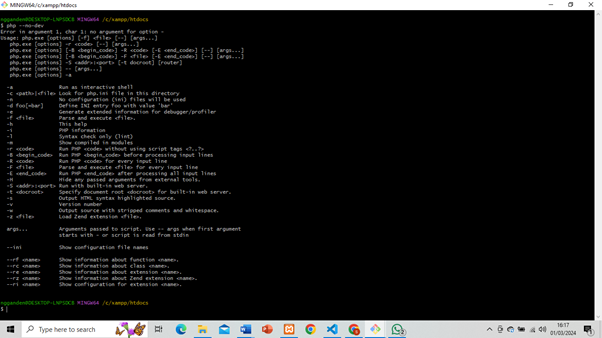 MINGW64:/c/xampp/htdocs
ngganden@DESKTOP-LNPSDCB MINGW64 /c/xampp/htdocs
$ php --no-dev
Error in argument 1, char 1: no argument for option -
Usage: php.exe [options] [-f] <file> [--] [args...]
php.exe [options] -r <code> [--] [args...]
php.exe [options] [-B <begin_code>] -R <code> [-E <end_code>] [--] [args...]
php.exe [options] [-B <begin_code>] -F <file> [-E <end_code>] [--] [args...]
php.exe [options] -S <addr>:<port> [-t docroot] [router]
php.exe [options] -- [args...]
php.exe [options] -a
-a Run as interactive shell
-c <path>|<file> Look for php.ini file in this directory
-n No configuration (ini) files will be used
-d foo[=bar] Define INI entry foo with value 'bar'
-e Generate extended information for debugger/profiler
-f <file> Parse and execute <file>.
-h This help
-i PHP information
-l Syntax check only (lint)
-m Show compiled in modules
-r <code> Run PHP <code> without using script tags <?..?>
-B <begin_code> Run PHP <begin_code> before processing input lines
-R <code> Run PHP <code> for every input line
-F <file> Parse and execute <file> for every input line
-E <end_code> Run PHP <end_code> after processing all input lines
-H Hide any passed arguments from external tools.
-S <addr>:<port> Run with built-in web server.
-t <docroot> Specify document root <docroot> for built-in web server.
-s Output HTML syntax highlighted source.
-v Version number
-w Output source with stripped comments and whitespace.
-z <file> Load Zend extension <file>.
args... Arguments passed to script. Use -- args when first argument
starts with - or script is read from stdin
--ini Show configuration file names
--rf <name> Show information about function <name>.
--rc <name> Show information about class <name>.
--re <name> Show information about extension <name>.
--rz <name> Show information about Zend extension <name>.
--ri <name> Show configuration for extension <name>.
ngganden@DESKTOP-LNPSDCB MINGW64 /c/xampp/htdocs
$
Type here to search
16:17
01/03/2024